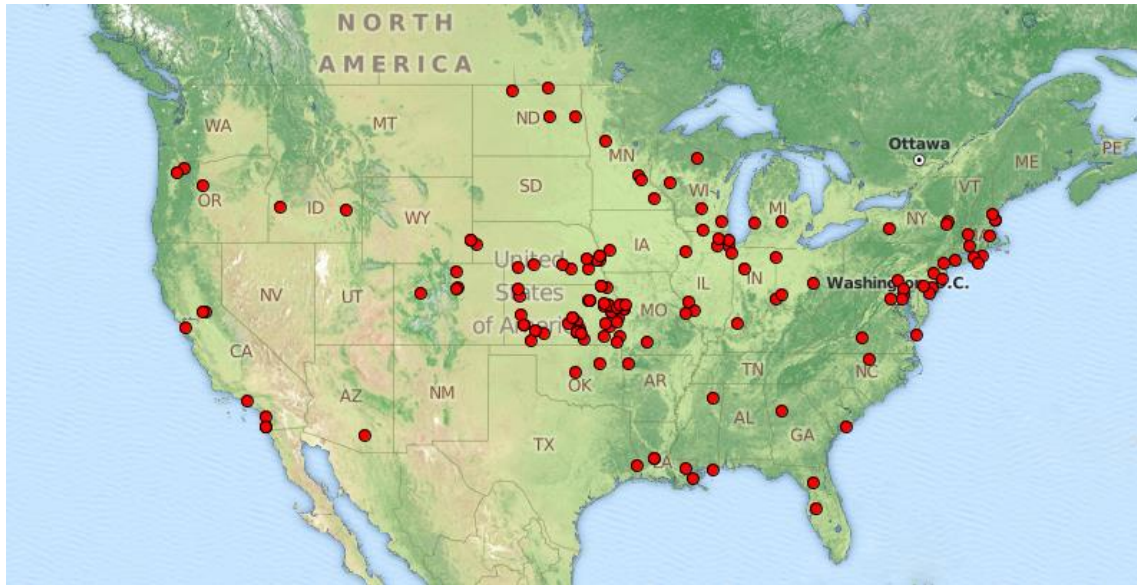 NORTH
AMERICA
WA
MT
ND
MN
Ottawa
ME
PE
OR
ID
SD
WI
MI
VT
NY
WY
IA
NV
UT
United
States
of America
IL
IN
Washington, D.C.
MO
CA
AZ
NM
OK
AR
TN
NC
TX
AL
GA
LA